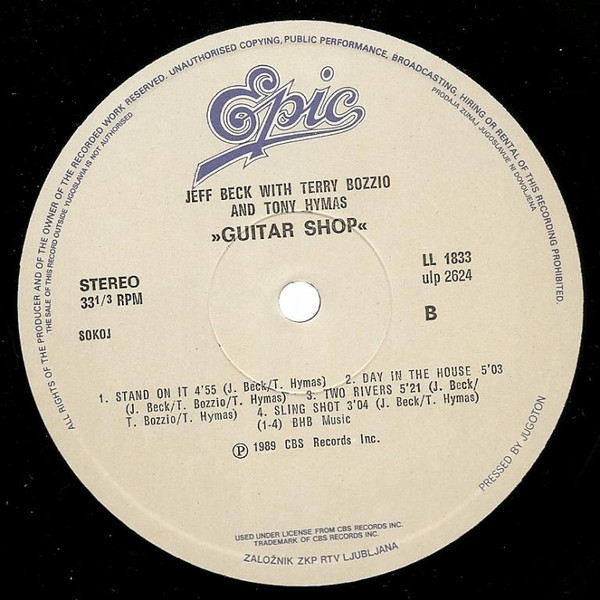 ALL RIGHTS OF THE PRODUCER AND OF THE OWNER OF THE RECORDED WORK RESERVED. UNAUTHORISED COPYING, PUBLIC PERFORMANCE, BROADCASTING, HIRING OR RENTAL OF THIS RECORDING PROHIBITED.
THE SALE OF THIS RECORD OUTSIDE YUGOSLAVIA IS NOT AUTHORISED
PRODAJA ZUNAJ JUGOSLAVIJE NI DOVOLJENA
Epic
JEFF BECK WITH TERRY BOZZIO
AND TONY HYMAS
»GUITAR SHOP«
STEREO
33 1/3 RPM
SOKOJ
LL 1833
ulp 2624
B
1. STAND ON IT 4'55 (J. Beck/T. Hymas) 2. DAY IN THE HOUSE 5'03
(J. Beck/T. Bozzio/T. Hymas) 3. TWO RIVERS 5'21 (J. Beck/
T. Bozzio/T. Hymas) 4. SLING SHOT 3'04 (J. Beck/T. Hymas)
(1-4) BHB Music
Ⓟ 1989 CBS Records Inc.
PRESSED BY JUGOTON
USED UNDER LICENSE FROM CBS RECORDS INC.
TRADEMARK OF CBS RECORDS INC.
ZALOŽNIK ZKP RTV LJUBLJANA